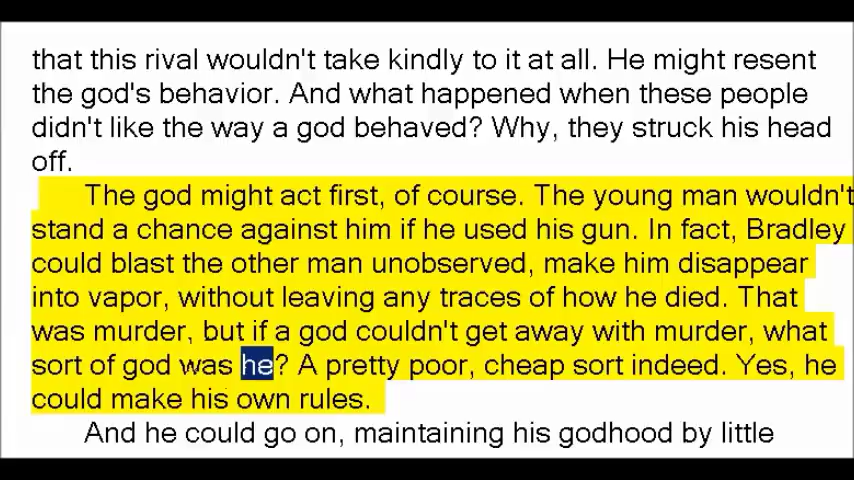 that this rival wouldn't take kindly to it at all. He might resent
the god's behavior. And what happened when these people
didn't like the way a god behaved? Why, they struck his head
off.
The god might act first, of course. The young man wouldn't
stand a chance against him if he used his gun. In fact, Bradley
could blast the other man unobserved, make him disappear
into vapor, without leaving any traces of how he died. That
was murder, but if a god couldn't get away with murder, what
sort of god was he? A pretty poor, cheap sort indeed. Yes, he
could make his own rules.
And he could go on, maintaining his godhood by little